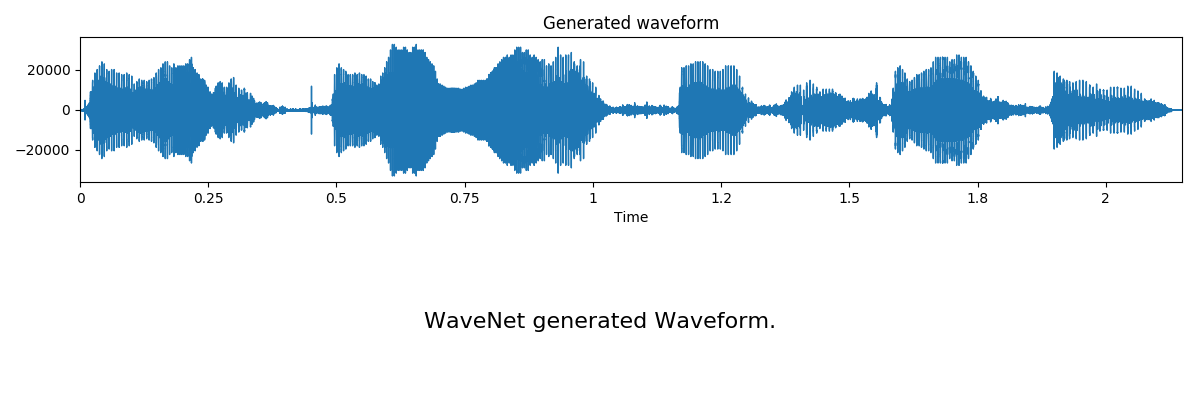 Generated waveform
20000
0
−20000
0 0.25 0.5 0.75 1 1.2 1.5 1.8 2
Time
WaveNet generated Waveform.